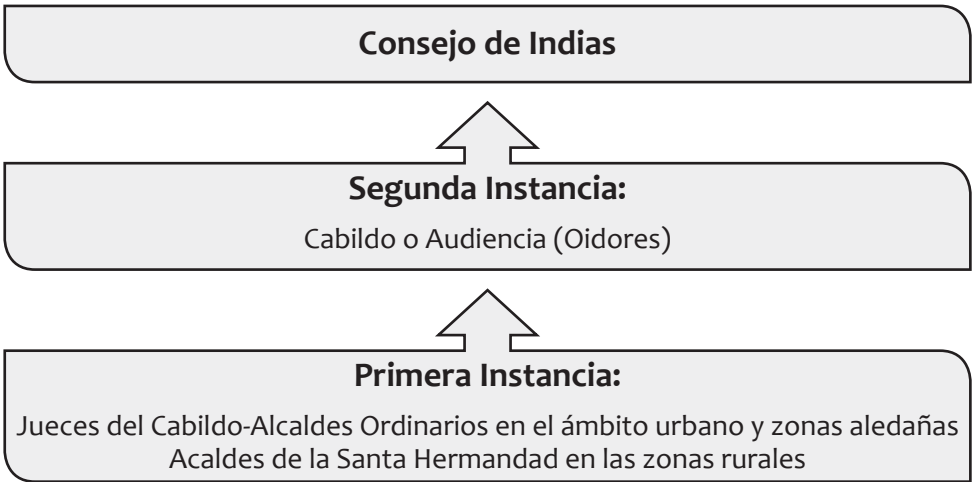 Consejo de Indias
Segunda Instancia:
Cabildo o Audiencia (Oidores)
Primera Instancia:
Jueces del Cabildo-Alcaldes Ordinarios en el ámbito urbano y zonas aledañas
Acaldes de la Santa Hermandad en las zonas rurales